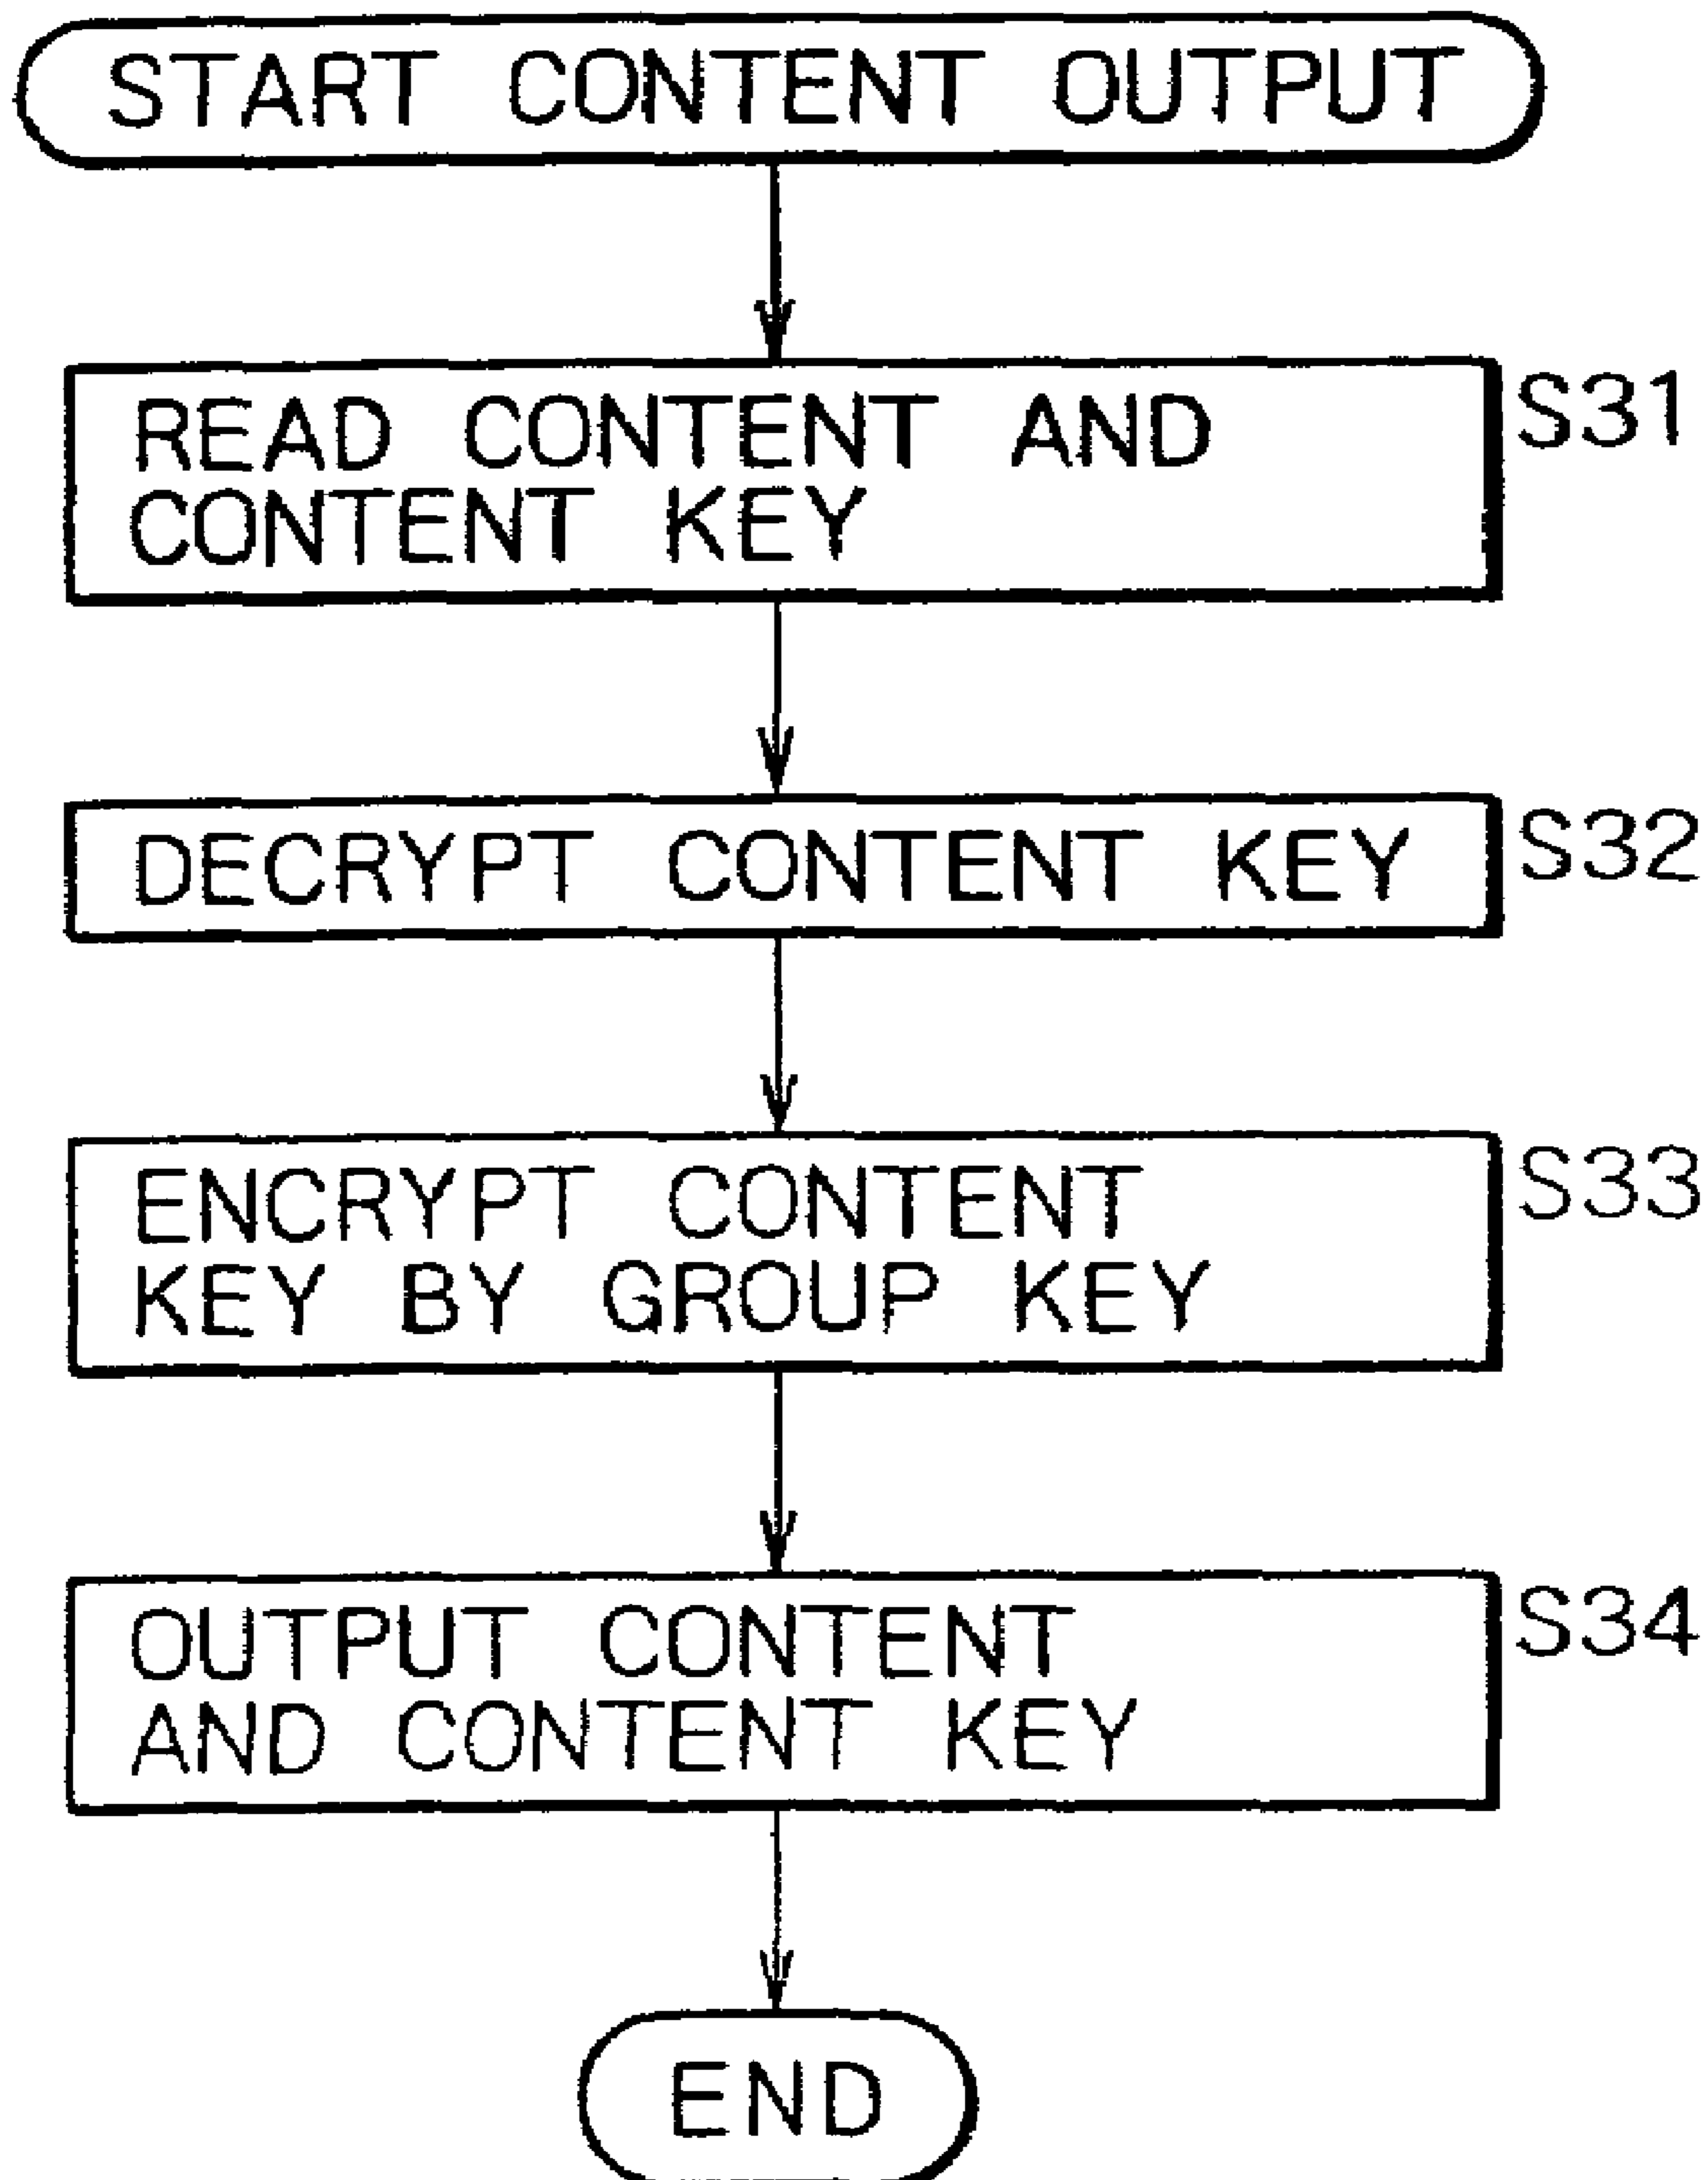 START CONTENT OUTPUT
READ CONTENT AND
CONTENT KEY
S31
DECRYPT CONTENT KEY
S32
ENCRYPT CONTENT
KEY BY GROUP KEY
S33
OUTPUT CONTENT
AND CONTENT KEY
S34
END